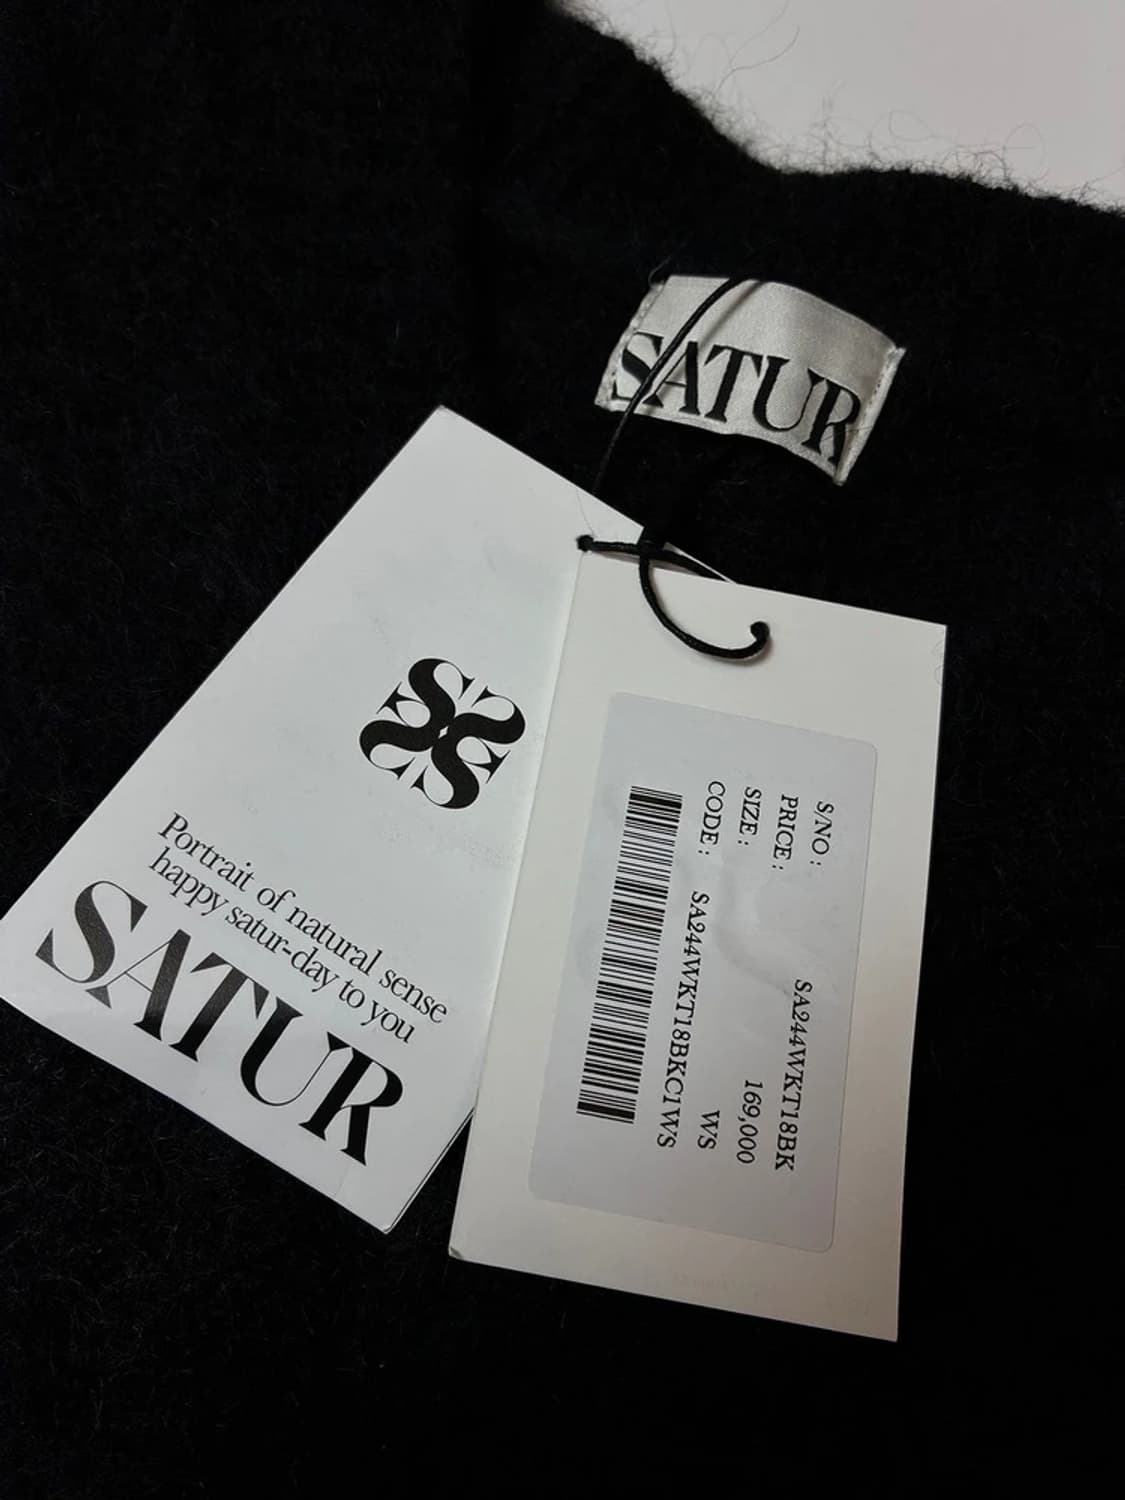 SATUR
Portrait of natural sense
happy satur-day to you
SATUR
S/NO : SA244WKT18BK
PRICE : 169,000
SIZE : WS
CODE : SA244WKT18BKC1WS